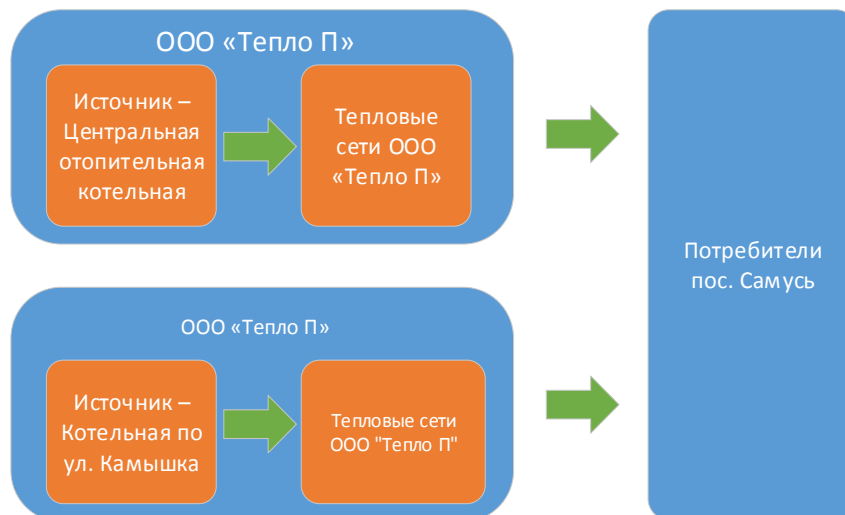 ООО «Тепло П»
Источник –
Центральная
отопительная
котельная
Тепловые
сети ООО
«Тепло П»
ООО «Тепло П»
Источник –
Котельная по
ул. Камышка
Тепловые сети
ООО "Тепло П"
Потребители
пос. Самусь